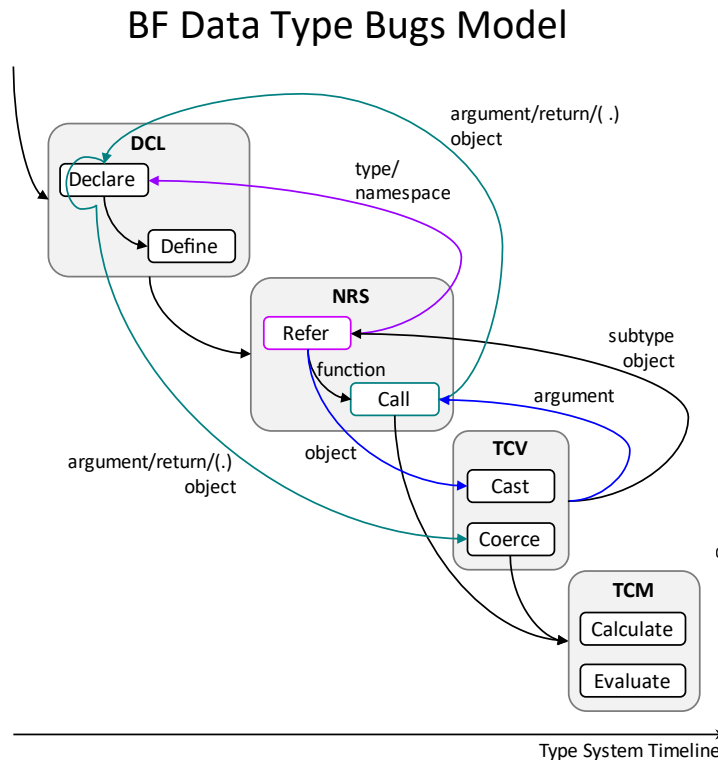 BF Data Type Bugs Model
argument/return/( .)
object
DCL
Declare
type/
namespace
Define
NRS
Refer
subtype
object
function
Call
argument
object
TCV
argument/return/(.)
object
Cast
Coerce
TCM
Calculate
Evaluate
Type System Timeline